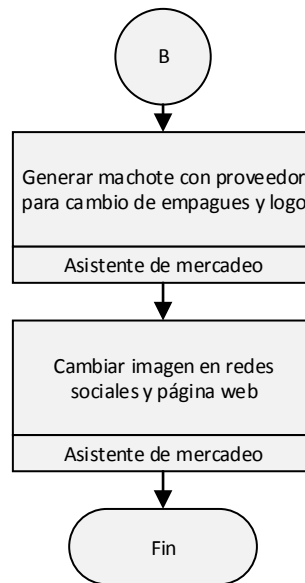 B
Generar machote con proveedor
para cambio de empagues y logo
Asistente de mercadeo
Cambiar imagen en redes
sociales y página web
Asistente de mercadeo
Fin